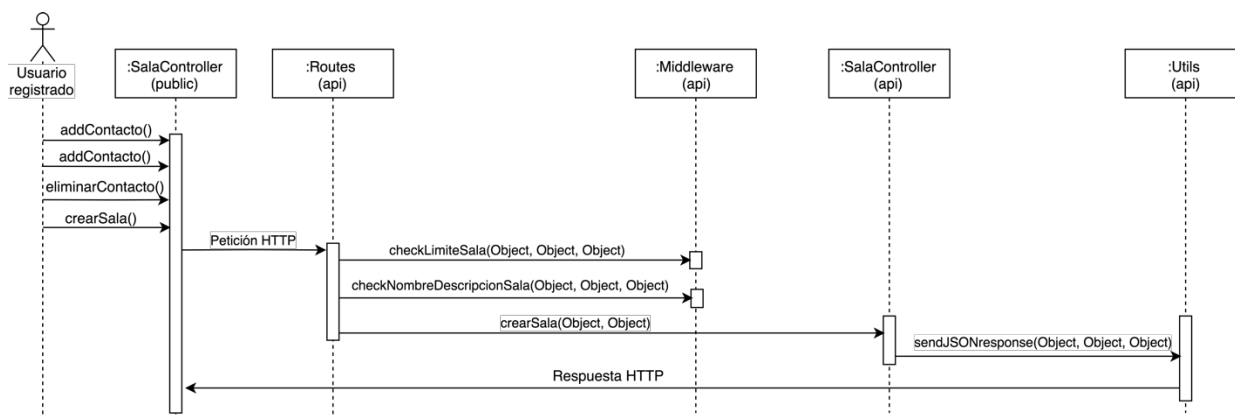 Usuario
registrado
:SalaController
(public)
:Routes
(api)
:Middleware
(api)
:SalaController
(api)
:Utils
(api)
addContacto()
addContacto()
eliminarContacto()
crearSala()
Petición HTTP
checkLimiteSala(Object, Object, Object)
checkNombreDescripcionSala(Object, Object, Object)
crearSala(Object, Object)
sendJSONresponse(Object, Object, Object)
Respuesta HTTP